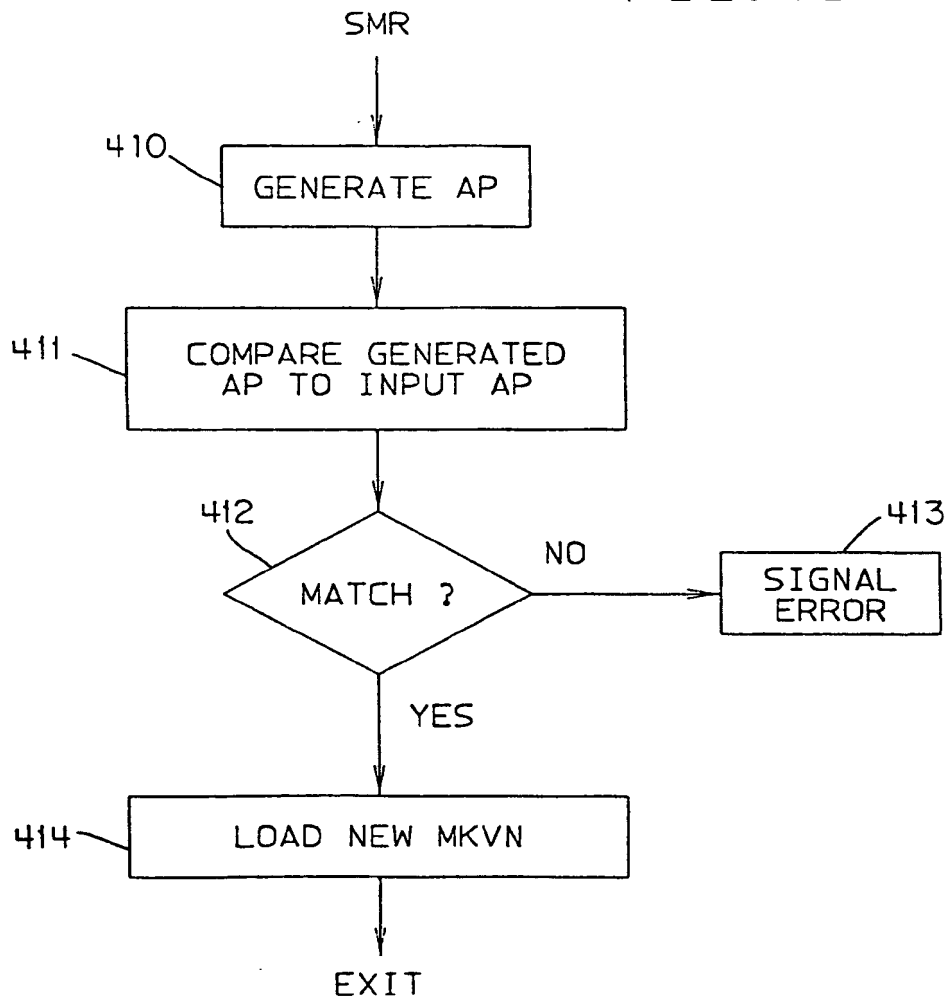 SMR
410
GENERATE AP
411
COMPARE GENERATED
AP TO INPUT AP
412
MATCH ?
NO
413
SIGNAL
ERROR
YES
414
LOAD NEW MKVN
EXIT